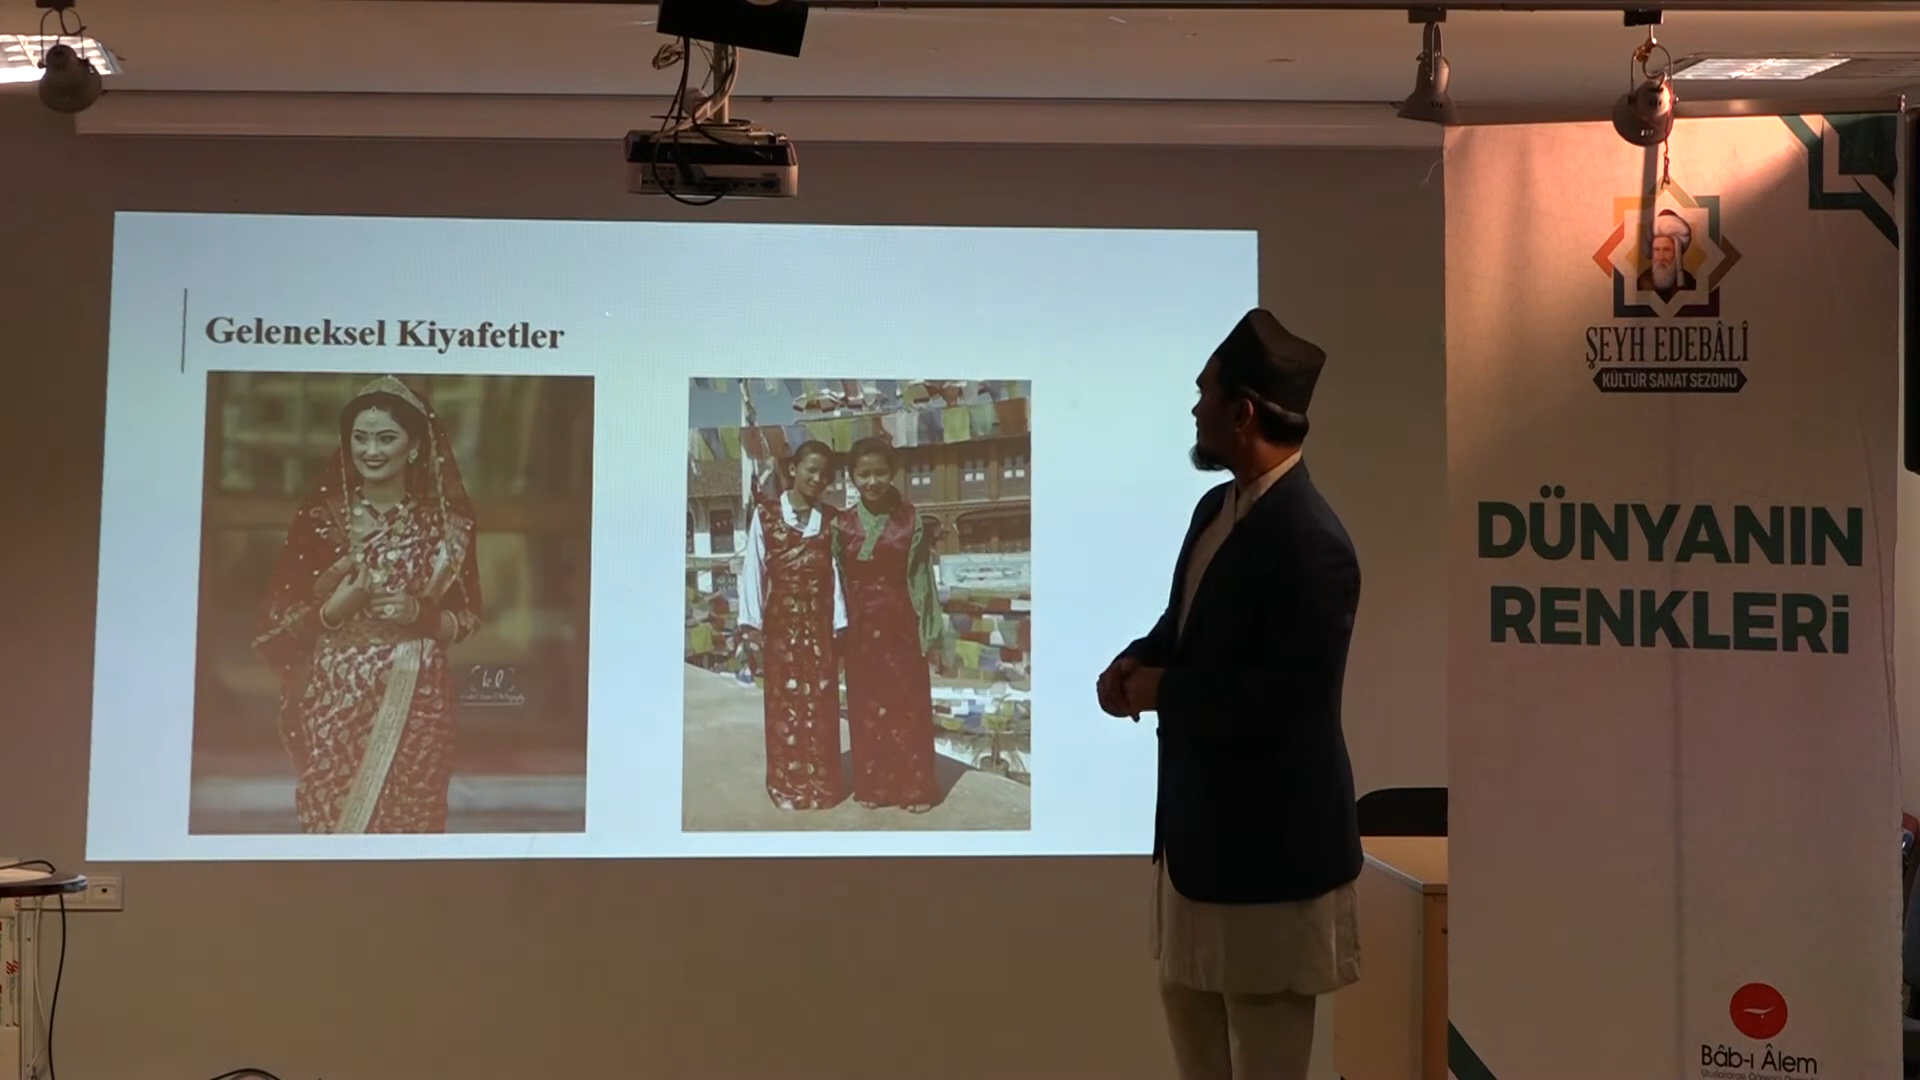 Geleneksel Kiyafetler
ŞEYH EDEBÂLÎ
KÜLTÜR SANAT SEZONU
DÜNYANIN
RENKLERİ
Bâb-ı Âlem